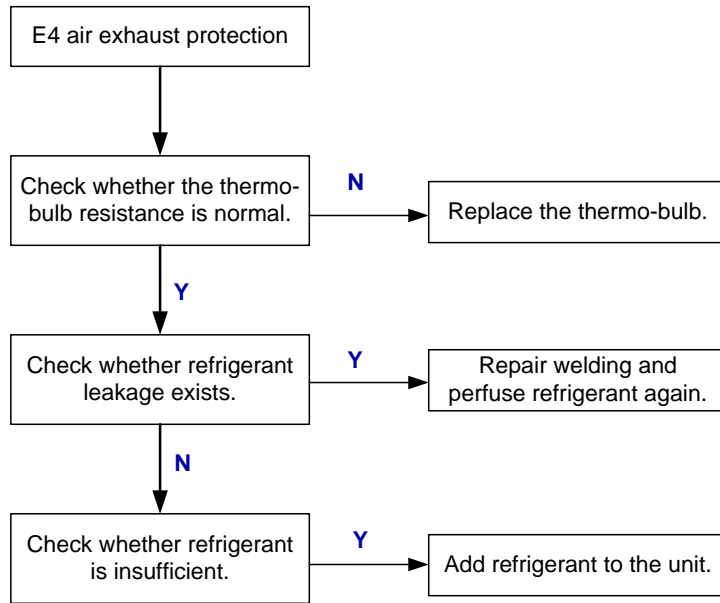 E4 air exhaust protection
Check whether the thermo-
bulb resistance is normal.
N
Replace the thermo-bulb.
Y
Check whether refrigerant
leakage exists.
Y
Repair welding and
perfuse refrigerant again.
N
Check whether refrigerant
is insufficient.
Y
Add refrigerant to the unit.